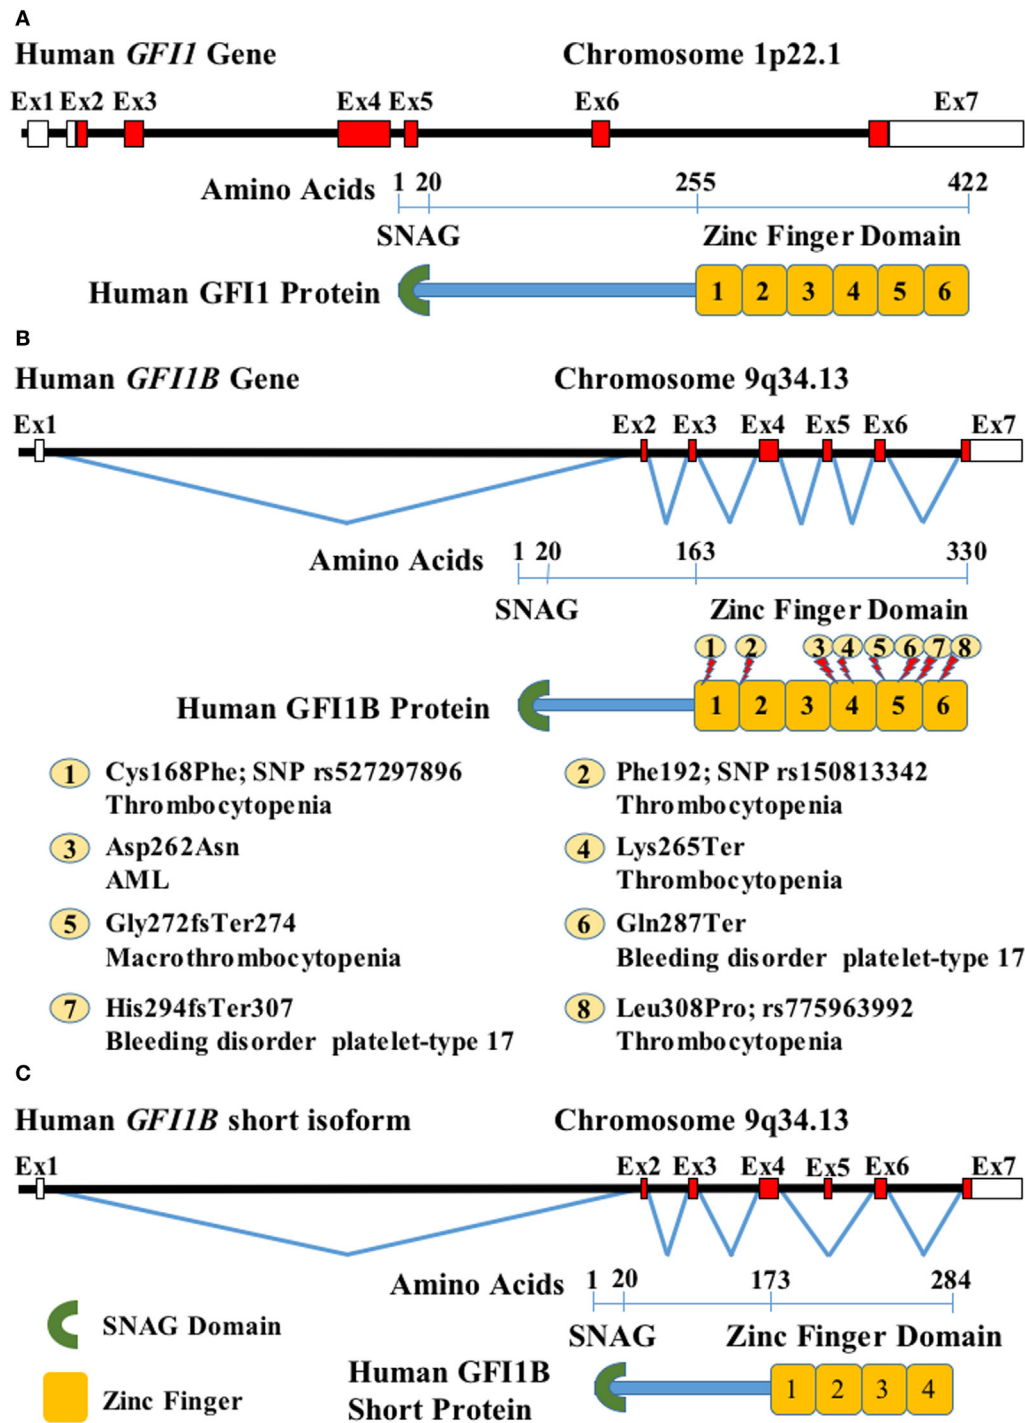 A
Human GFI1 Gene Chromosome 1p22.1
Ex1 Ex2 Ex3 Ex4 Ex5 Ex6 Ex7
Amino Acids 1 20 255 422
SNAG Zinc Finger Domain
Human GFI1 Protein 1 2 3 4 5 6
B
Human GFI1B Gene Chromosome 9q34.13
Ex1 Ex2 Ex3 Ex4 Ex5 Ex6 Ex7
Amino Acids 1 20 163 330
SNAG Zinc Finger Domain
1 2 3 4 5 6 7 8
Human GFI1B Protein 1 2 3 4 5 6
1 Cys168Phe; SNP rs527297896
Thrombocytopenia
2 Phe192; SNP rs150813342
Thrombocytopenia
3 Asp262Asn
AML
4 Lys265Ter
Thrombocytopenia
5 Gly272fsTer274
Macrothrombocytopenia
6 Gln287Ter
Bleeding disorder platelet-type 17
7 His294fsTer307
Bleeding disorder platelet-type 17
8 Leu308Pro; rs775963992
Thrombocytopenia
C
Human GFI1B short isoform Chromosome 9q34.13
Ex1 Ex2 Ex3 Ex4 Ex5 Ex6 Ex7
Amino Acids 1 20 173 284
SNAG Zinc Finger Domain
SNAG Domain
Human GFI1B
Short Protein
1 2 3 4
Zinc Finger